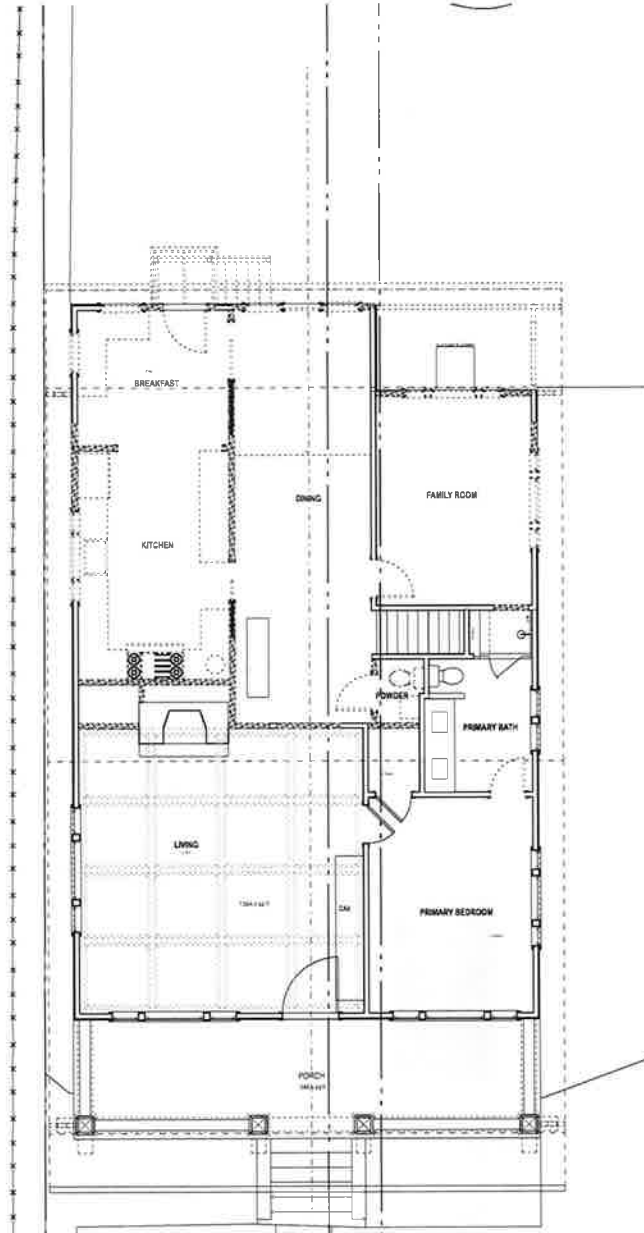 BREAKFAST
DINING
FAMILY ROOM
KITCHEN
POWDER
PRIMARY BATH
LIVING
PRIMARY BEDROOM
PORCH